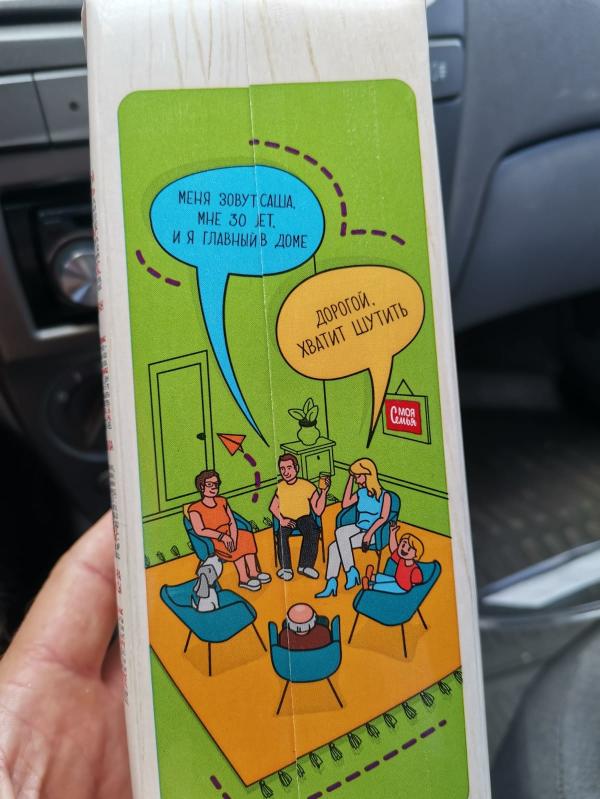 МЕНЯ ЗОВУТ САША,
МНЕ 30 ЛЕТ,
И Я ГЛАВНЫЙ В ДОМЕ
ДОРОГОЙ,
ХВАТИТ ШУТИТЬ
МОЯ
Семья